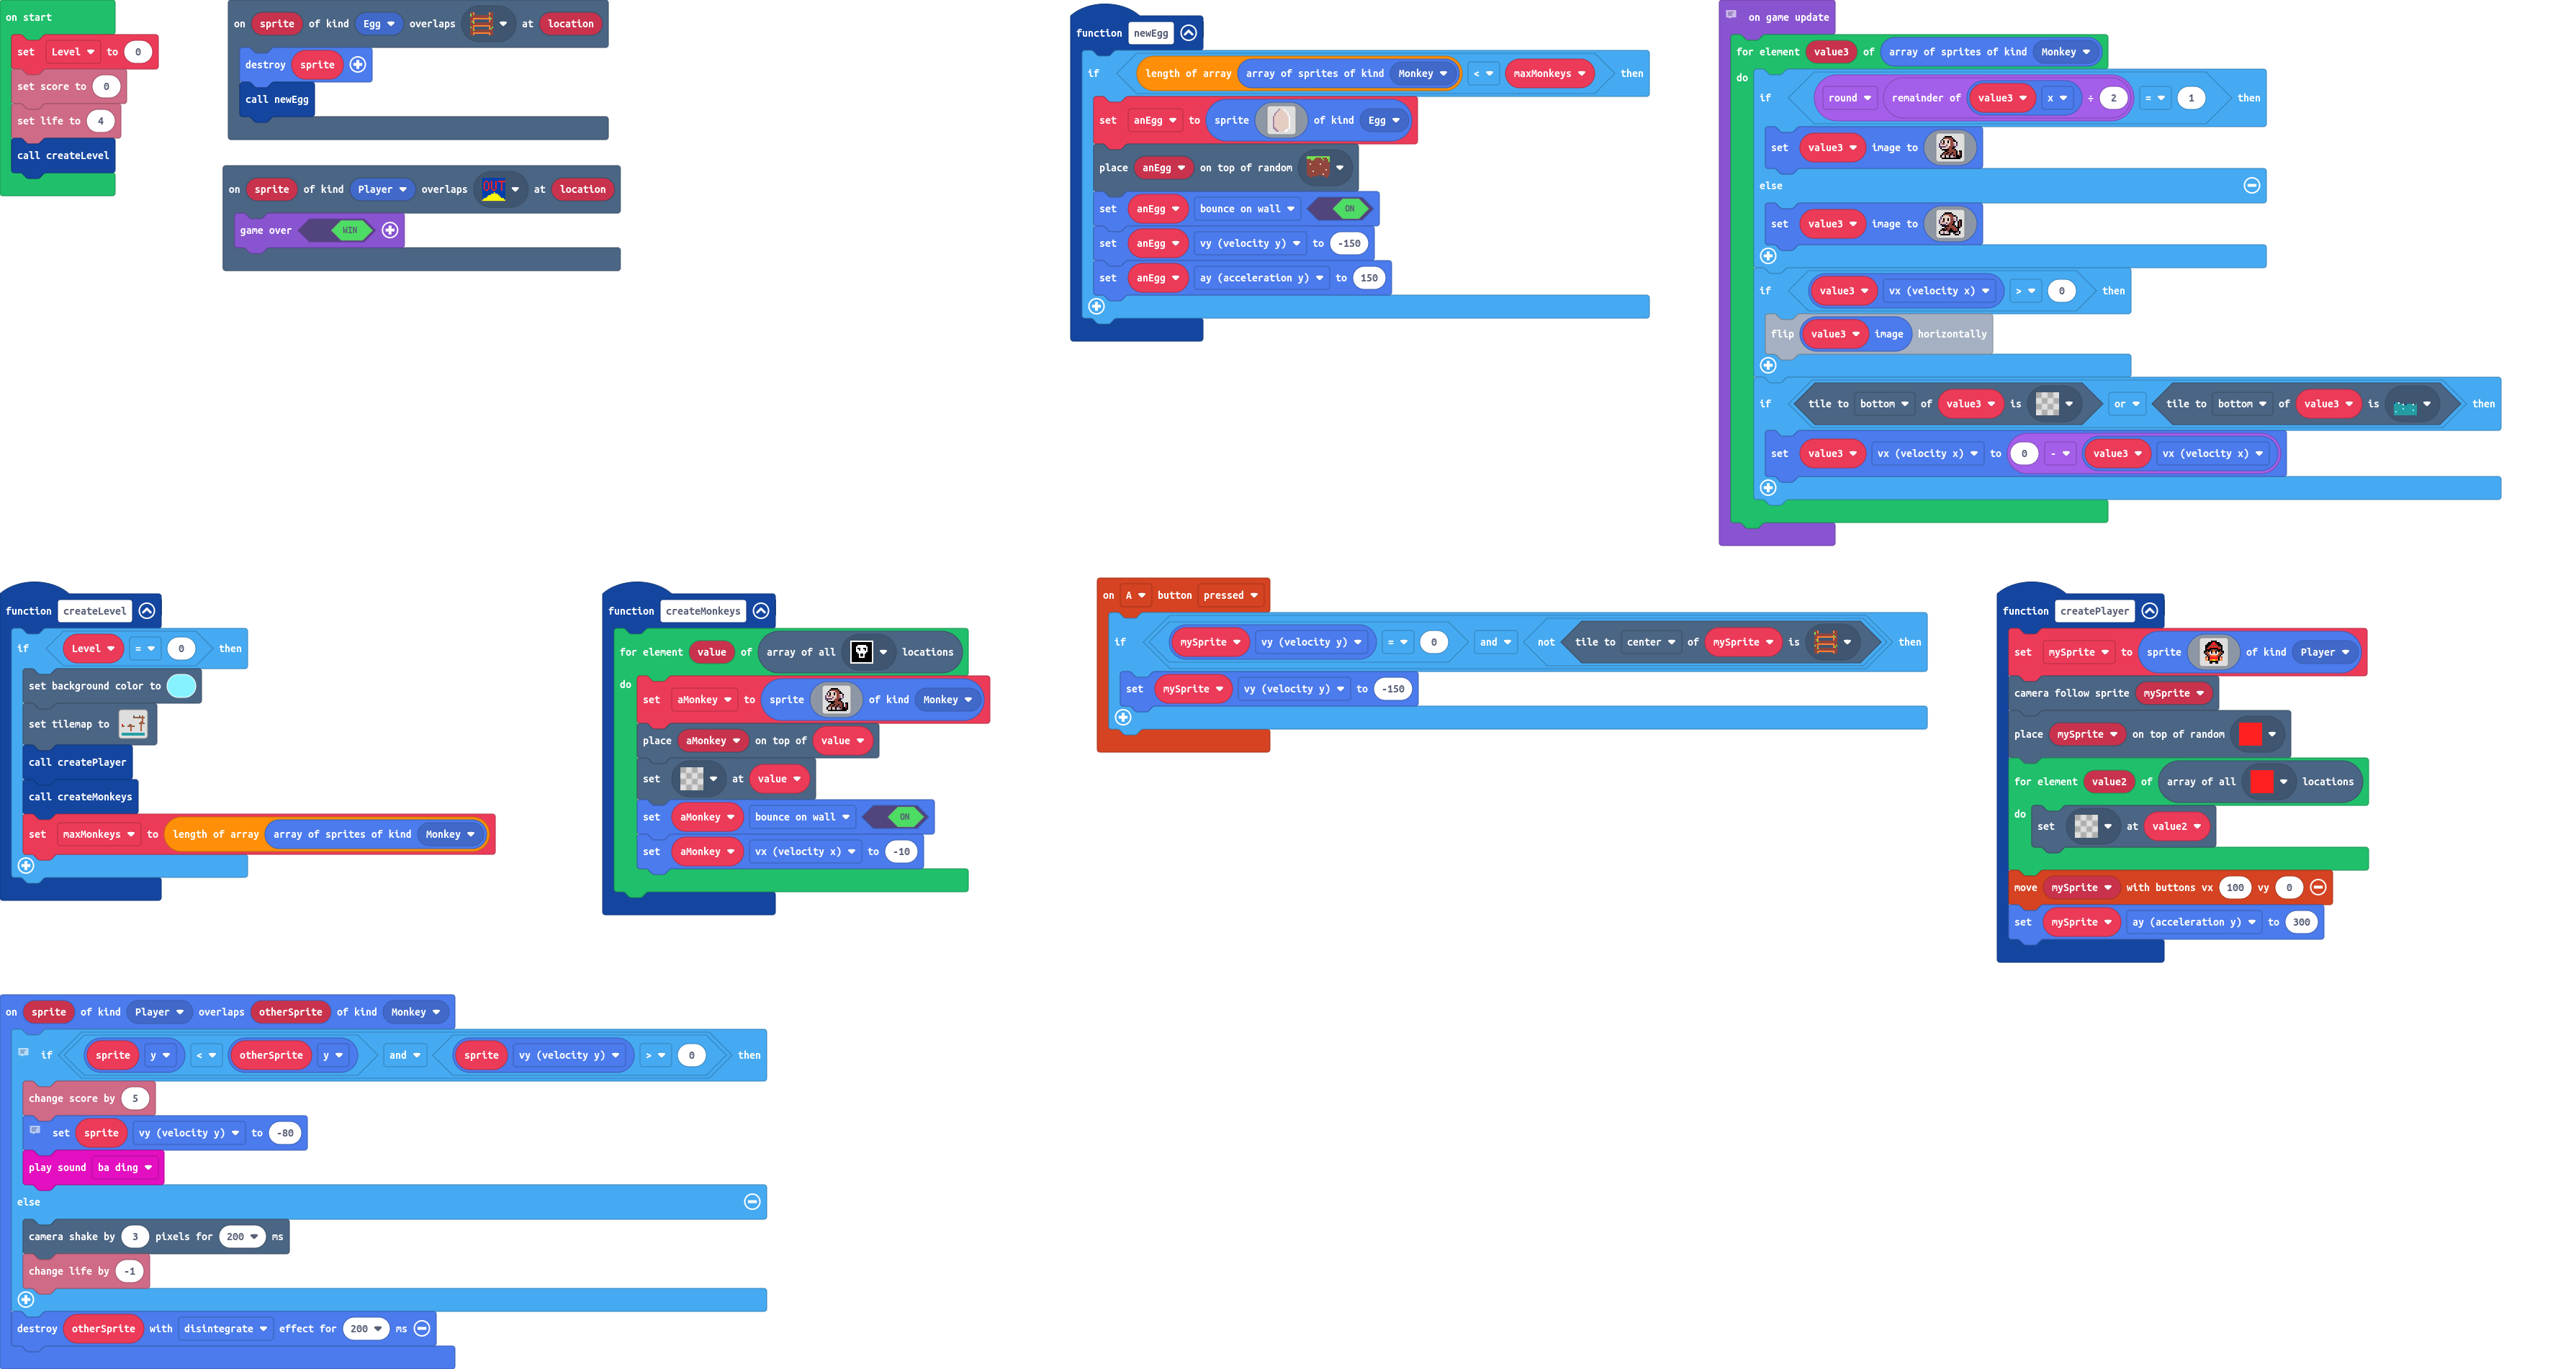 on start
set Level to 0
set score to 0
set life to 4
call createLevel
on sprite of kind Egg overlaps at location
destroy sprite
call newEgg
on sprite of kind Player overlaps OUT at location
game over WIN
function newEgg
if length of array array of sprites of kind Monkey < maxMonkeys then
set anEgg to sprite of kind Egg
place anEgg on top of random
set anEgg bounce on wall ON
set anEgg vy (velocity y) to -150
set anEgg ay (acceleration y) to 150
on game update
for element value3 of array of sprites of kind Monkey
do
if round remainder of value3 x ÷ 2 = 1 then
set value3 image to
else
set value3 image to
if value3 vx (velocity x) > 0 then
flip value3 image horizontally
if tile to bottom of value3 is or tile to bottom of value3 is then
set value3 vx (velocity x) to 0 - value3 vx (velocity x)
function createLevel
if Level = 0 then
set background color to
set tilemap to
call createPlayer
call createMonkeys
set maxMonkeys to length of array array of sprites of kind Monkey
function createMonkeys
for element value of array of all locations
do
set aMonkey to sprite of kind Monkey
place aMonkey on top of value
set at value
set aMonkey bounce on wall ON
set aMonkey vx (velocity x) to -10
on A button pressed
if mySprite vy (velocity y) = 0 and not tile to center of mySprite is then
set mySprite vy (velocity y) to -150
function createPlayer
set mySprite to sprite of kind Player
camera follow sprite mySprite
place mySprite on top of random
for element value2 of array of all locations
do
set at value2
move mySprite with buttons vx 100 vy 0
set mySprite ay (acceleration y) to 300
on sprite of kind Player overlaps otherSprite of kind Monkey
if sprite y < otherSprite y and sprite vy (velocity y) > 0 then
change score by 5
set sprite vy (velocity y) to -80
play sound ba ding
else
camera shake by 3 pixels for 200 ms
change life by -1
destroy otherSprite with disintegrate effect for 200 ms